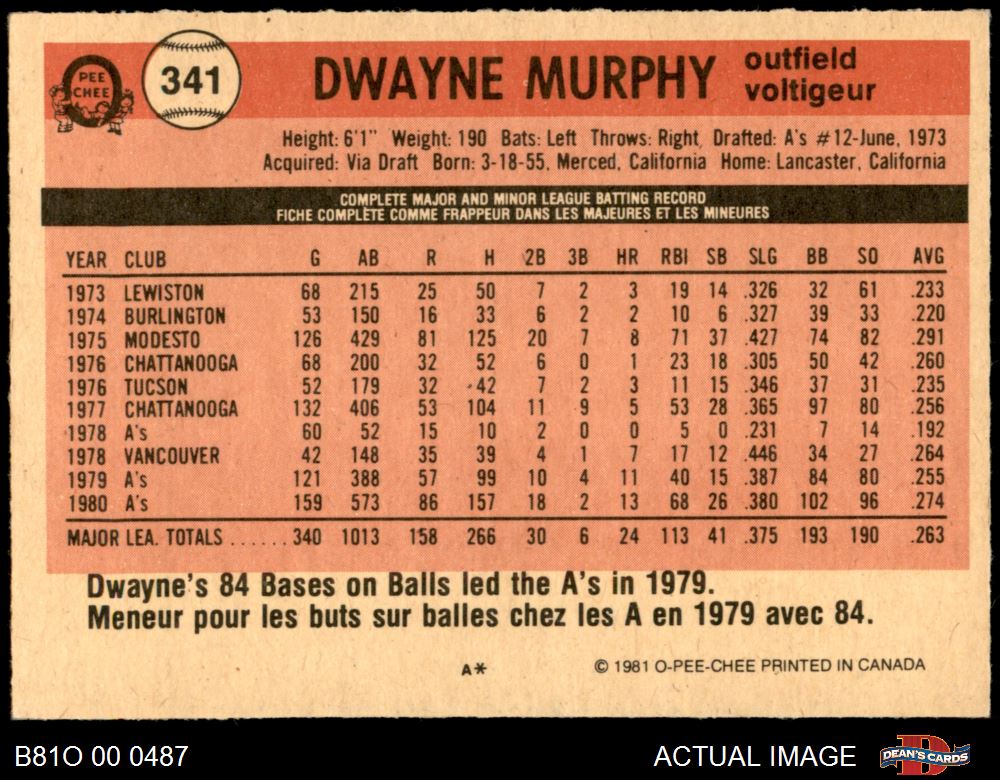 PEE
CHEE
341
DWAYNE MURPHY
outfield
voltigeur
Height: 6'1" Weight: 190 Bats: Left Throws: Right, Drafted: A's #12-June, 1973
Acquired: Via Draft Born: 3-18-55, Merced, California Home: Lancaster, California
COMPLETE MAJOR AND MINOR LEAGUE BATTING RECORD
FICHE COMPLÈTE COMME FRAPPEUR DANS LES MAJEURES ET LES MINEURES
YEAR CLUB G AB R H 2B 3B HR RBI SB SLG BB SO AVG
1973 LEWISTON 68 215 25 50 7 2 3 19 14 .326 32 61 .233
1974 BURLINGTON 53 150 16 33 6 2 2 10 6 .327 39 33 .220
1975 MODESTO 126 429 81 125 20 7 8 71 37 .427 74 82 .291
1976 CHATTANOOGA 68 200 32 52 6 0 1 23 18 .305 50 42 .260
1976 TUCSON 52 179 32 42 7 2 3 11 15 .346 37 31 .235
1977 CHATTANOOGA 132 406 53 104 11 9 5 53 28 .365 97 80 .256
1978 A's 60 52 15 10 2 0 0 5 0 .231 7 14 .192
1978 VANCOUVER 42 148 35 39 4 1 7 17 12 .446 34 27 .264
1979 A's 121 388 57 99 10 4 11 40 15 .387 84 80 .255
1980 A's 159 573 86 157 18 2 13 68 26 .380 102 96 .274
MAJOR LEA. TOTALS ...... 340 1013 158 266 30 6 24 113 41 .375 193 190 .263
Dwayne's 84 Bases on Balls led the A's in 1979.
Meneur pour les buts sur balles chez les A en 1979 avec 84.
A* © 1981 O-PEE-CHEE PRINTED IN CANADA
B81O 00 0487 ACTUAL IMAGE DEAN'S CARDS